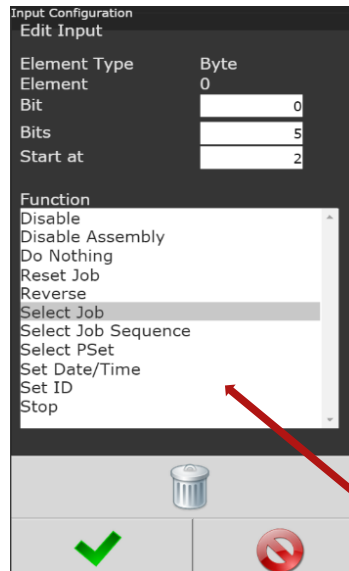 Input Configuration
Edit Input
Element Type Byte
Element 0
Bit 0
Bits 5
Start at 2
Function
Disable
Disable Assembly
Do Nothing
Reset Job
Reverse
Select Job
Select Job Sequence
Select PSet
Set Date/Time
Set ID
Stop